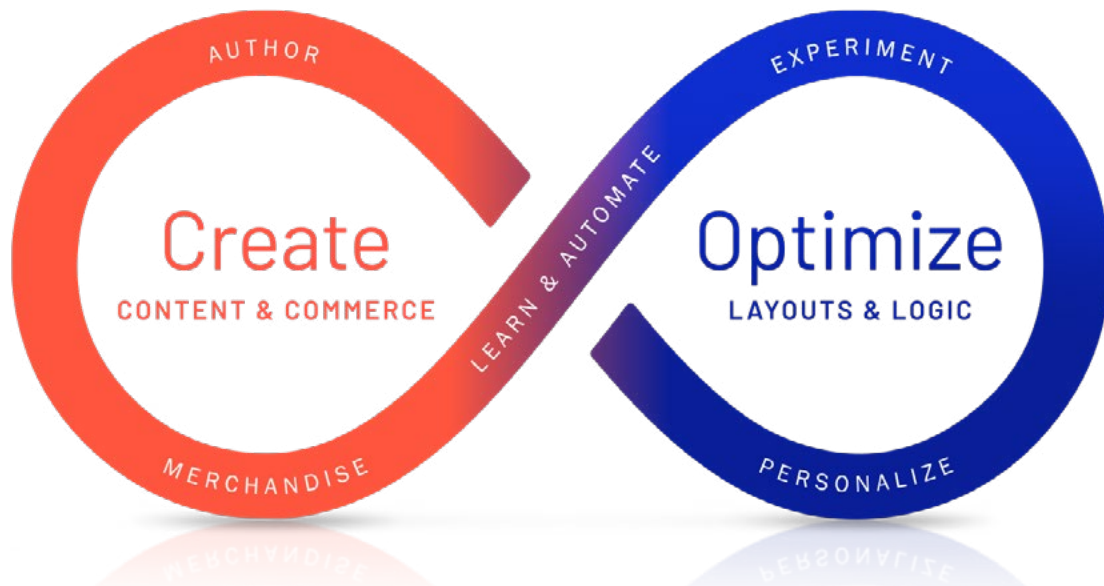 AUTHOR
Create
CONTENT & COMMERCE
MERCHANDISE
LEARN & AUTOMATE
EXPERIMENT
Optimize
LAYOUTS & LOGIC
PERSONALIZE